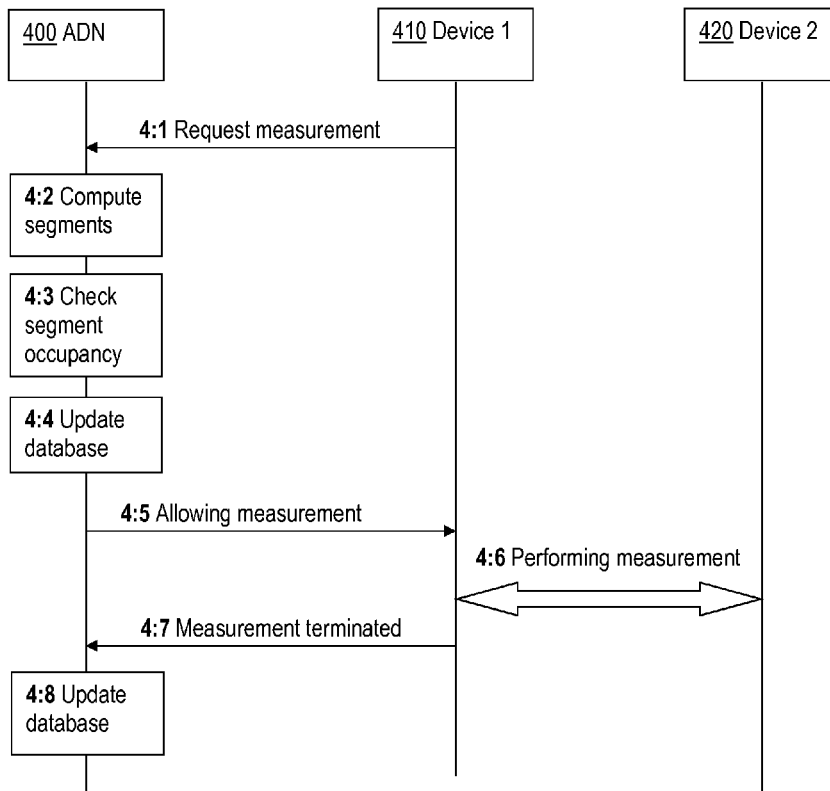 400 ADN
410 Device 1
420 Device 2
4:1 Request measurement
4:2 Compute
segments
4:3 Check
segment
occupancy
4:4 Update
database
4:5 Allowing measurement
4:6 Performing measurement
4:7 Measurement terminated
4:8 Update
database